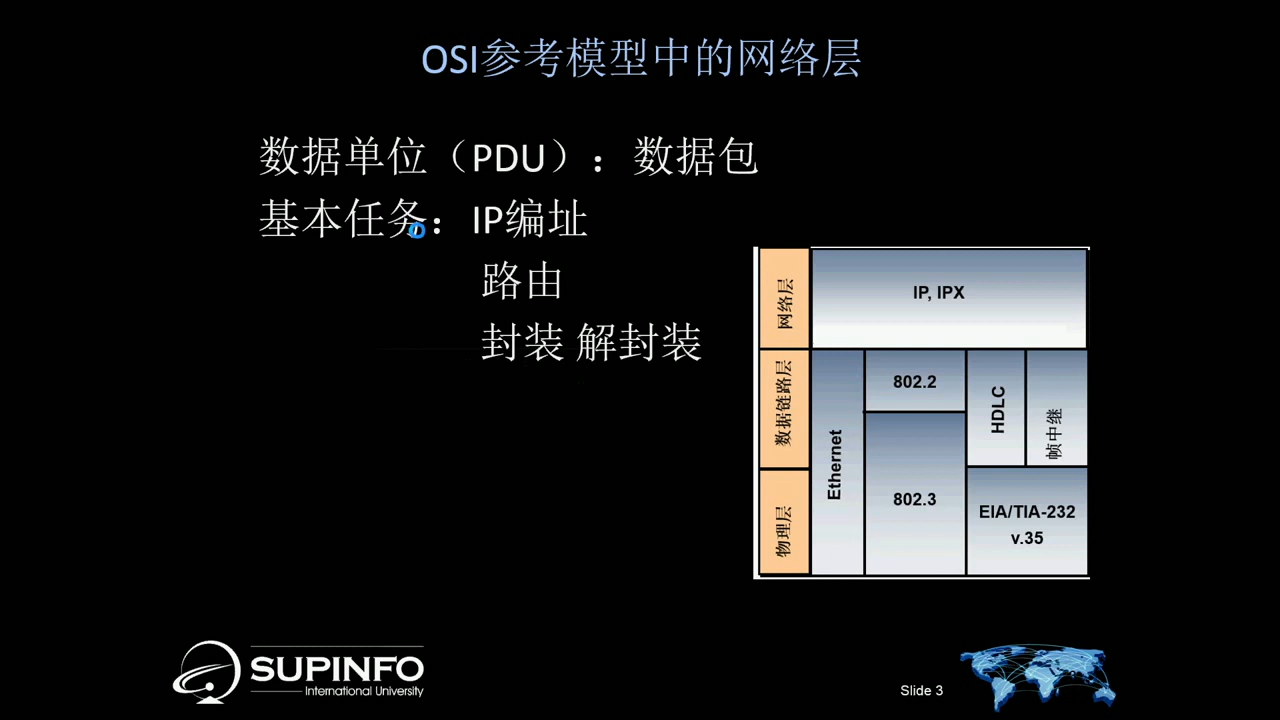 OSI参考模型中的网络层
数据单位（PDU）：数据包
基本任务：IP编址
路由
封装 解封装
网络层
IP, IPX
数据链路层
Ethernet
802.2
HDLC
帧中继
物理层
802.3
EIA/TIA-232
v.35
SUPINFO
International University
Slide 3